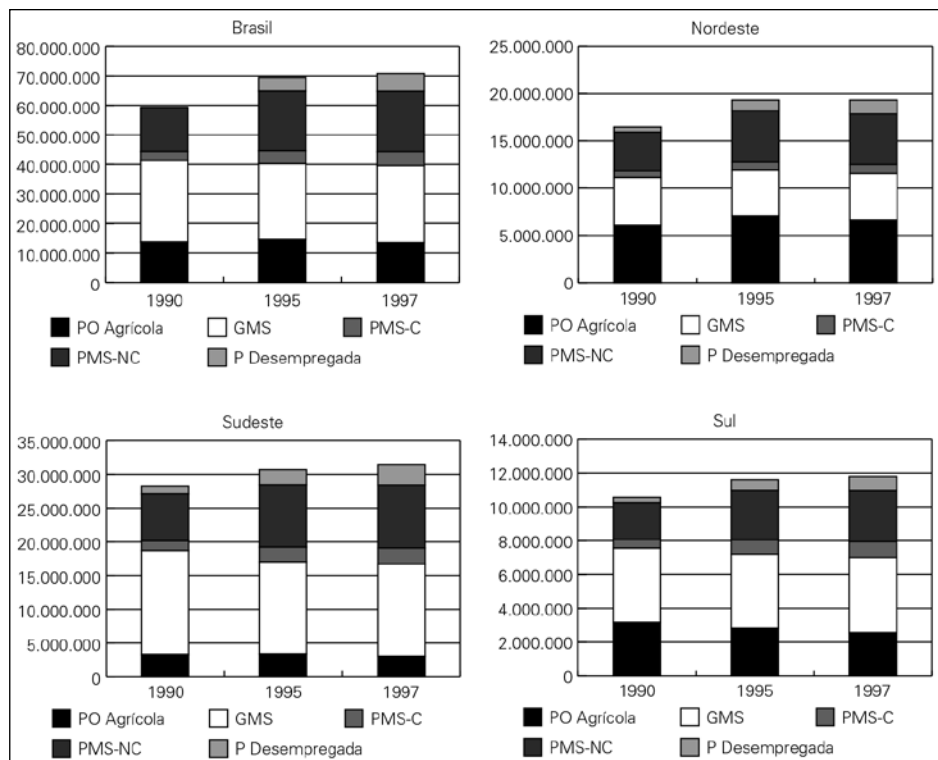 Brasil
80.000.000
70.000.000
60.000.000
50.000.000
40.000.000
30.000.000
20.000.000
10.000.000
0
1990 1995 1997
PO Agrícola GMS PMS-C
PMS-NC P Desempregada
Nordeste
25.000.000
20.000.000
15.000.000
10.000.000
5.000.000
0
1990 1995 1997
PO Agrícola GMS PMS-C
PMS-NC P Desempregada
Sudeste
35.000.000
30.000.000
25.000.000
20.000.000
15.000.000
10.000.000
5.000.000
0
1990 1995 1997
PO Agrícola GMS PMS-C
PMS-NC P Desempregada
Sul
14.000.000
12.000.000
10.000.000
8.000.000
6.000.000
4.000.000
2.000.000
0
1990 1995 1997
PO Agrícola GMS PMS-C
PMS-NC P Desempregada